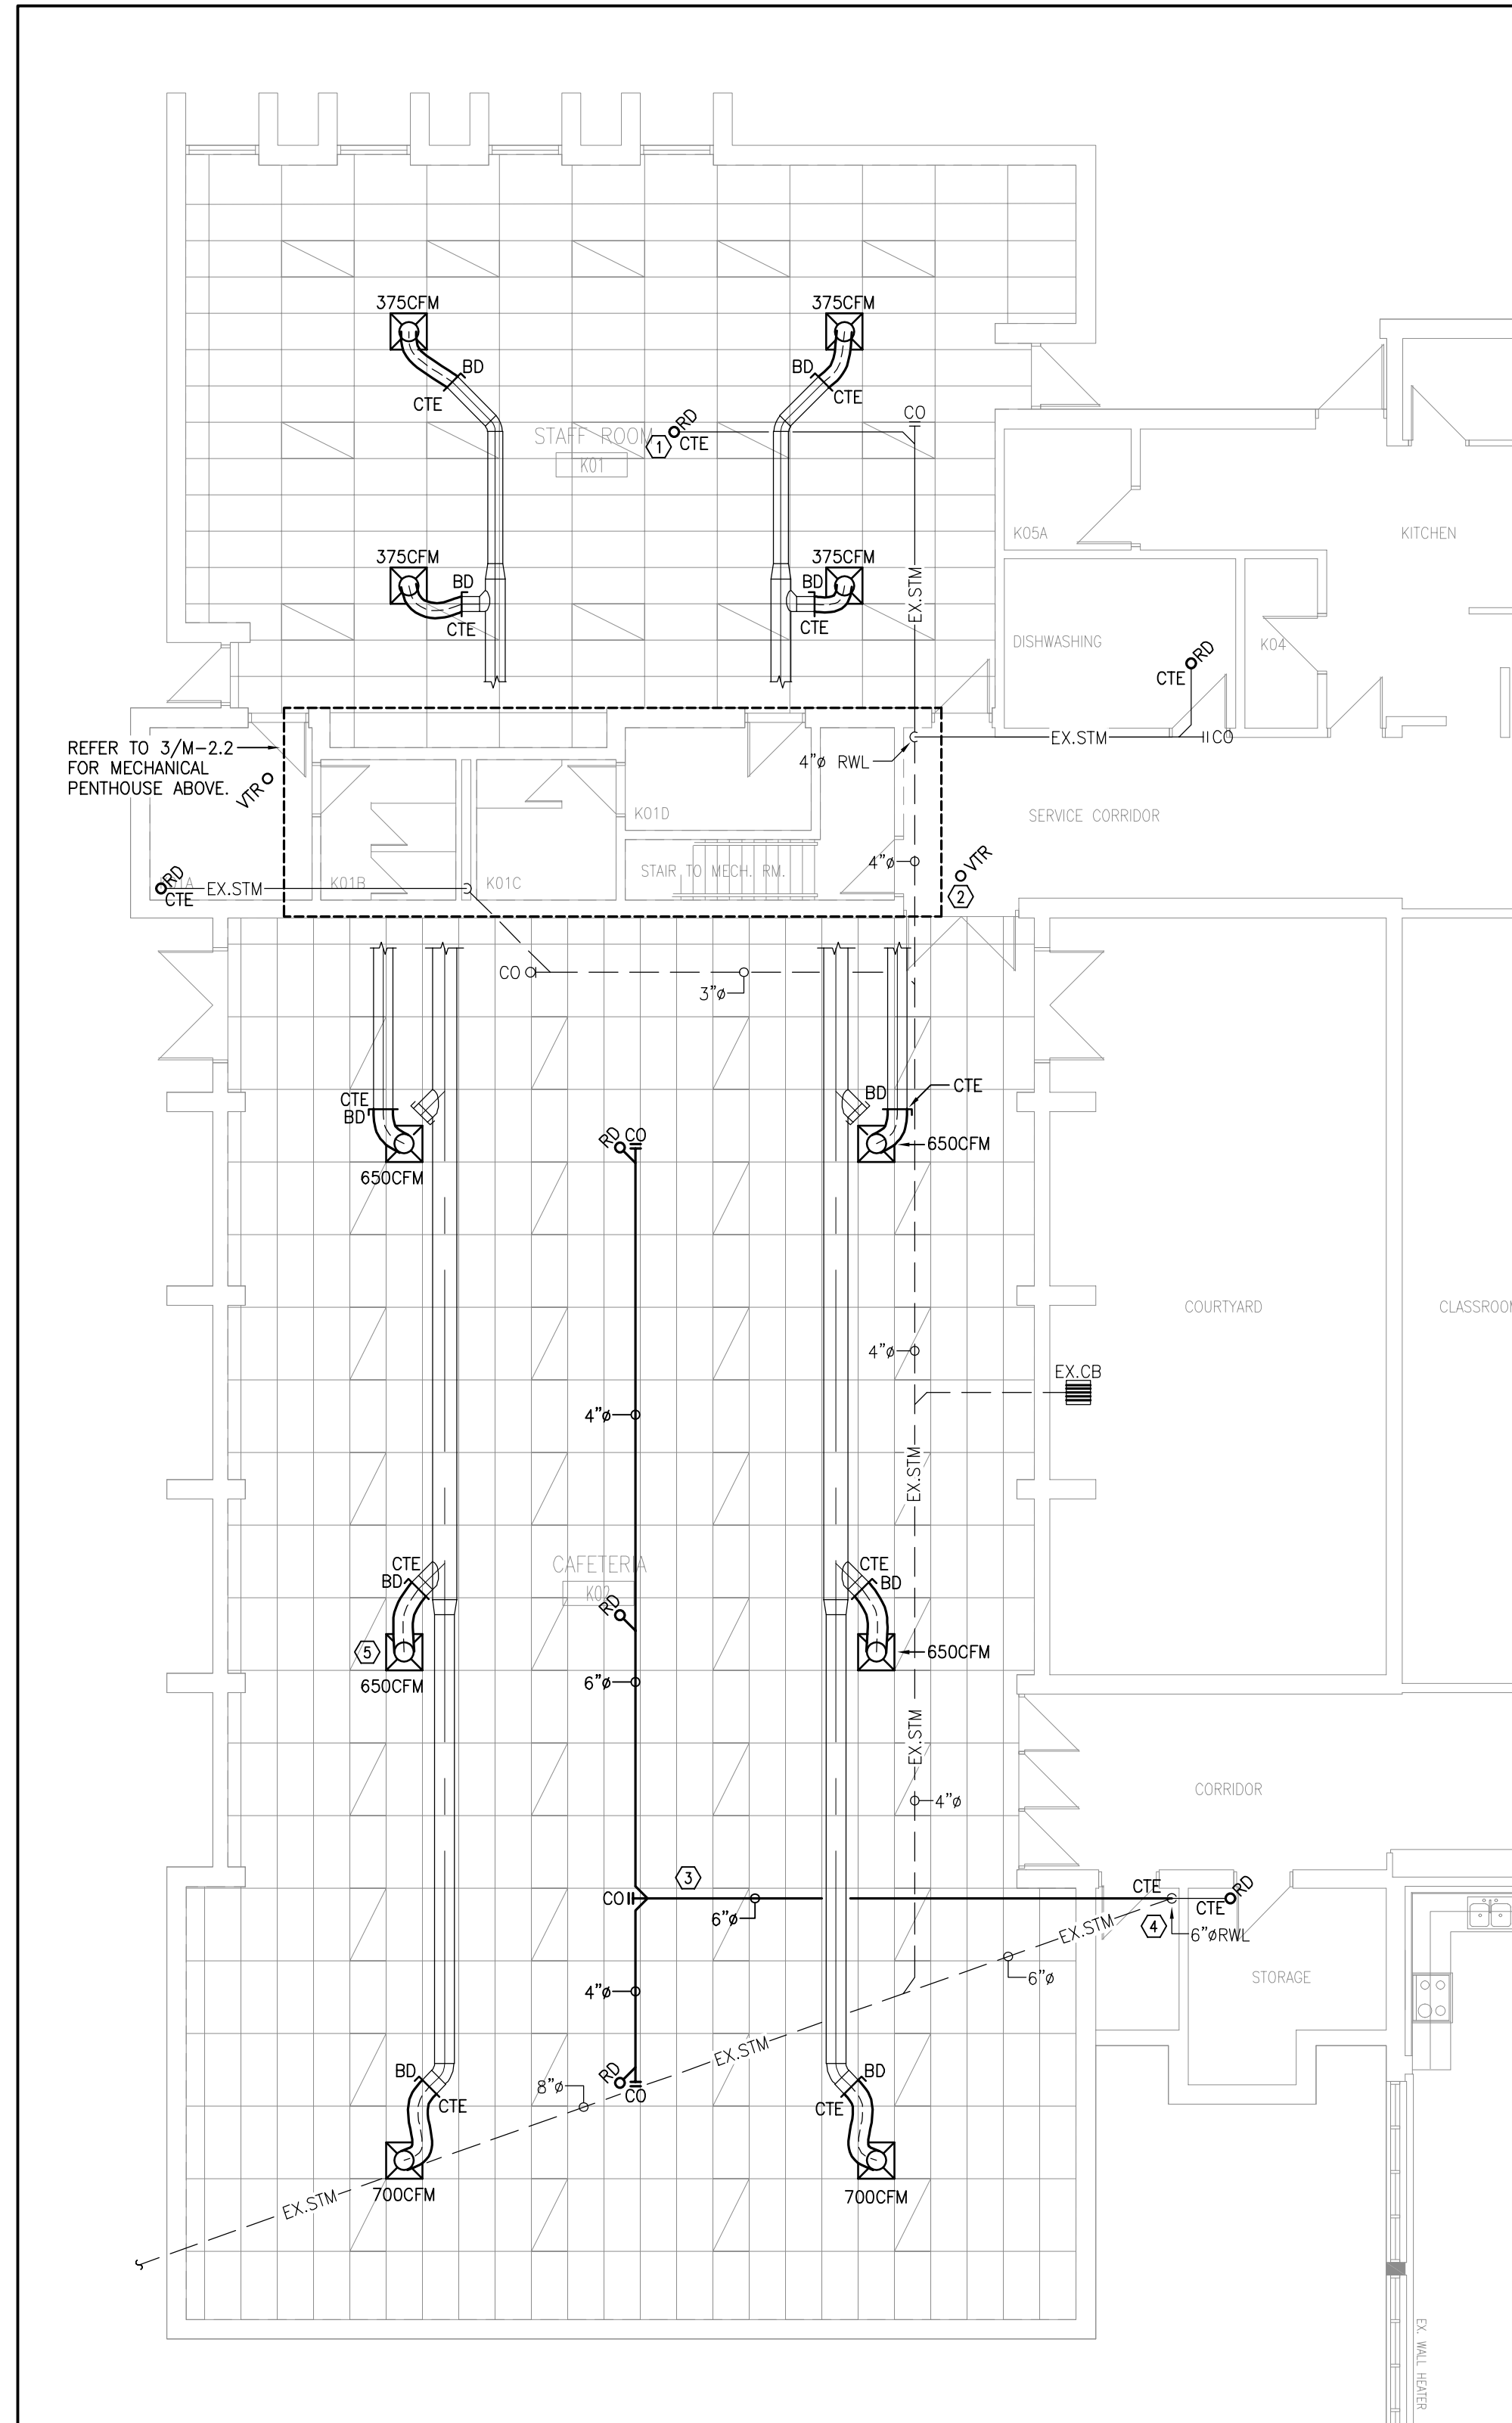 375CFM
375CFM
BD
CTE
BD
CTE
STAFF ROOM
K01
1
RD
CTE
CO
375CFM
375CFM
BD
CTE
BD
CTE
EX.STM
K05A
KITCHEN
DISHWASHING
K04
CTE
RD
REFER TO 3/M-2.2
FOR MECHANICAL
PENTHOUSE ABOVE.
VTR
4"ø RWL
EX.STM
CO
K01D
SERVICE CORRIDOR
STAIR TO MECH. RM.
4"ø
VTR
2
RD
K01A
CTE
EX.STM
K01B
K01C
CO
3"ø
CTE
BD
650CFM
BD
CTE
650CFM
RD
CO
COURTYARD
CLASSROOM
4"ø
EX.CB
4"ø
EX.STM
CAFETERIA
K02
RD
CTE
BD
5
650CFM
CTE
BD
650CFM
6"ø
EX.STM
4"ø
CORRIDOR
CO
3
6"ø
CTE
4
6"øRWL
CTE
RD
EX.STM
6"ø
STORAGE
4"ø
EX.STM
RD
CO
8"ø
BD
CTE
700CFM
BD
CTE
700CFM
EX.STM
EX. WALL HEATER